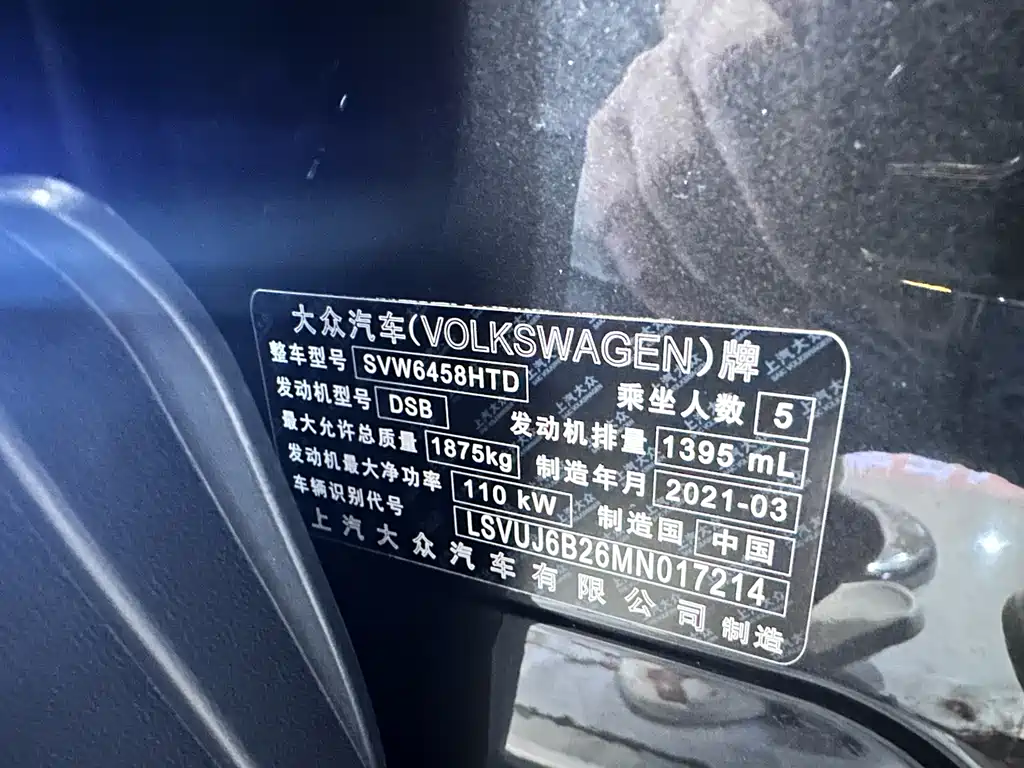 大众汽车(VOLKSWAGEN)牌
整车型号 SVW6458HTD 乘坐人数 5
发动机型号 DSB 发动机排量 1395 mL
最大允许总质量 1875kg 制造年月 2021-03
发动机最大净功率 110 kW 制造国 中国
车辆识别代号 LSVUJ6B26MN017214
上汽大众汽车有限公司 制造